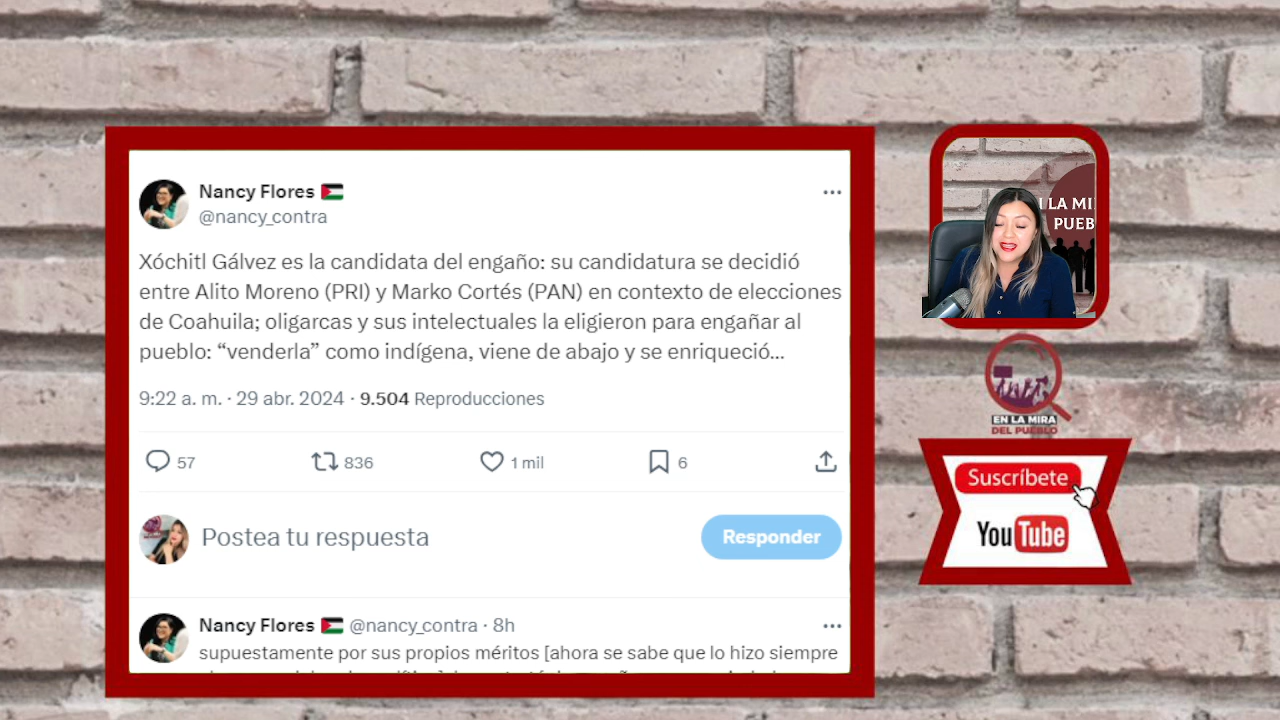 Nancy Flores
@nancy_contra
Xóchitl Gálvez es la candidata del engaño: su candidatura se decidió
entre Alito Moreno (PRI) y Marko Cortés (PAN) en contexto de elecciones
de Coahuila; oligarcas y sus intelectuales la eligieron para engañar al
pueblo: “venderla” como indígena, viene de abajo y se enriqueció...
9:22 a. m. · 29 abr. 2024 · 9.504 Reproducciones
57
836
1 mil
6
Postea tu respuesta
Responder
Nancy Flores @nancy_contra · 8h
supuestamente por sus propios méritos [ahora se sabe que lo hizo siempre
LA MI
PUEB
EN LA MIRA
DEL PUEBLO
Suscríbete
YouTube